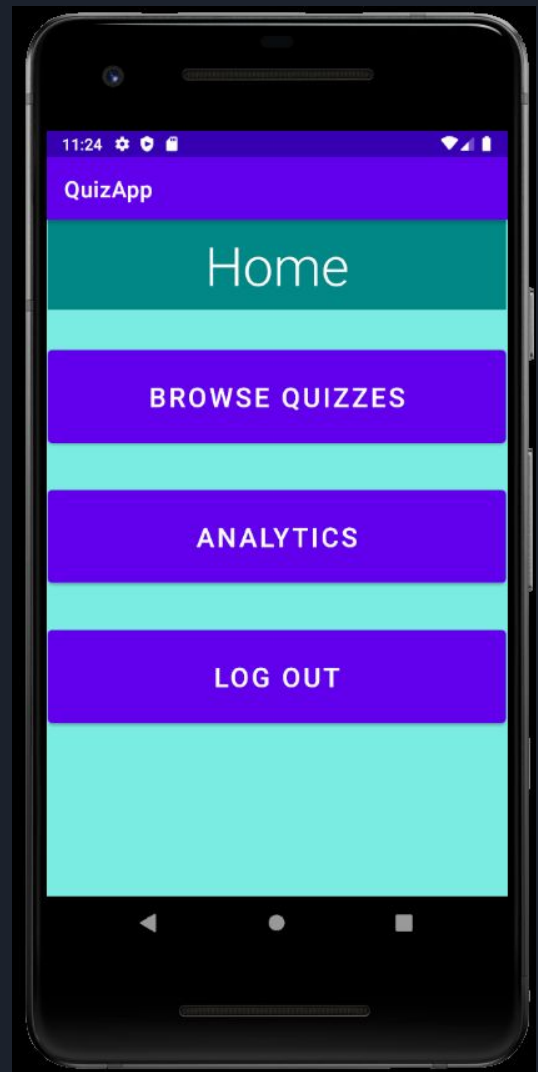 11:24
QuizApp
Home
BROWSE QUIZZES
ANALYTICS
LOG OUT